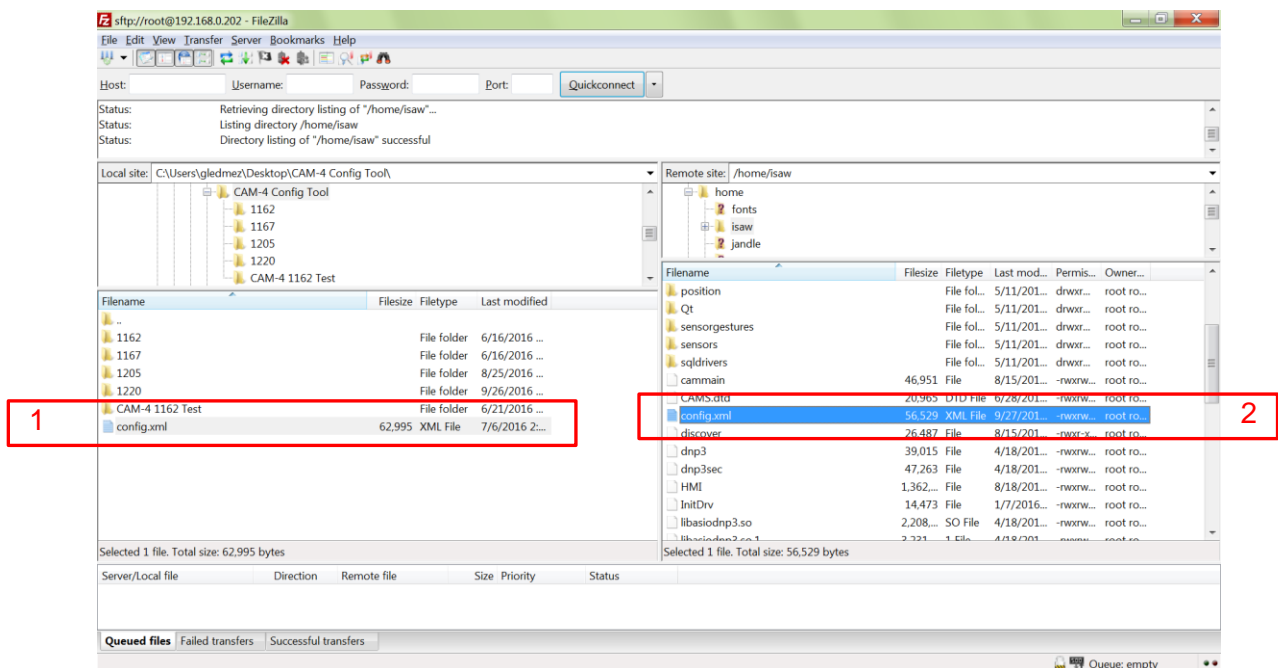 sftp://root@192.168.0.202 - FileZilla
File Edit View Transfer Server Bookmarks Help
Host: Username: Password: Port: Quickconnect
Status: Retrieving directory listing of "/home/isaw"...
Status: Listing directory /home/isaw
Status: Directory listing of "/home/isaw" successful
Local site: C:\Users\gledmez\Desktop\CAM-4 Config Tool\
CAM-4 Config Tool
1162
1167
1205
1220
CAM-4 1162 Test
Filename Filesize Filetype Last modified
..
1162 File folder 6/16/2016 ...
1167 File folder 6/16/2016 ...
1205 File folder 8/25/2016 ...
1220 File folder 9/26/2016 ...
CAM-4 1162 Test File folder 6/21/2016 ...
1
config.xml 62,995 XML File 7/6/2016 2:...
Selected 1 file. Total size: 62,995 bytes
Remote site: /home/isaw
home
fonts
isaw
jandle
Filename Filesize Filetype Last mod... Permis... Owner...
position File fol... 5/11/201... drwxr... root ro...
Qt File fol... 5/11/201... drwxr... root ro...
sensorgestures File fol... 5/11/201... drwxr... root ro...
sensors File fol... 5/11/201... drwxr... root ro...
sqldrivers File fol... 5/11/201... drwxr... root ro...
cammain 46,951 File 8/15/201... -rwxrw... root ro...
CAMS.dtd 20,965 DTD File 6/28/201... -rwxrw... root ro...
config.xml 56,529 XML File 9/27/201... -rwxrw... root ro...
2
discover 26,487 File 8/15/201... -rwxr-x... root ro...
dnp3 39,015 File 4/18/201... -rwxrw... root ro...
dnp3sec 47,263 File 4/18/201... -rwxrw... root ro...
HMI 1,362,... File 8/18/201... -rwxrw... root ro...
InitDrv 14,473 File 1/7/2016... -rwxrw... root ro...
libasiodnp3.so 2,208,... SO File 4/18/201... -rwxrw... root ro...
libasiodnp3.so.1 3,231,... 1 File 4/18/201... -rwxrw... root ro...
Selected 1 file. Total size: 56,529 bytes
Server/Local file Direction Remote file Size Priority Status
Queued files Failed transfers Successful transfers
Queue: empty